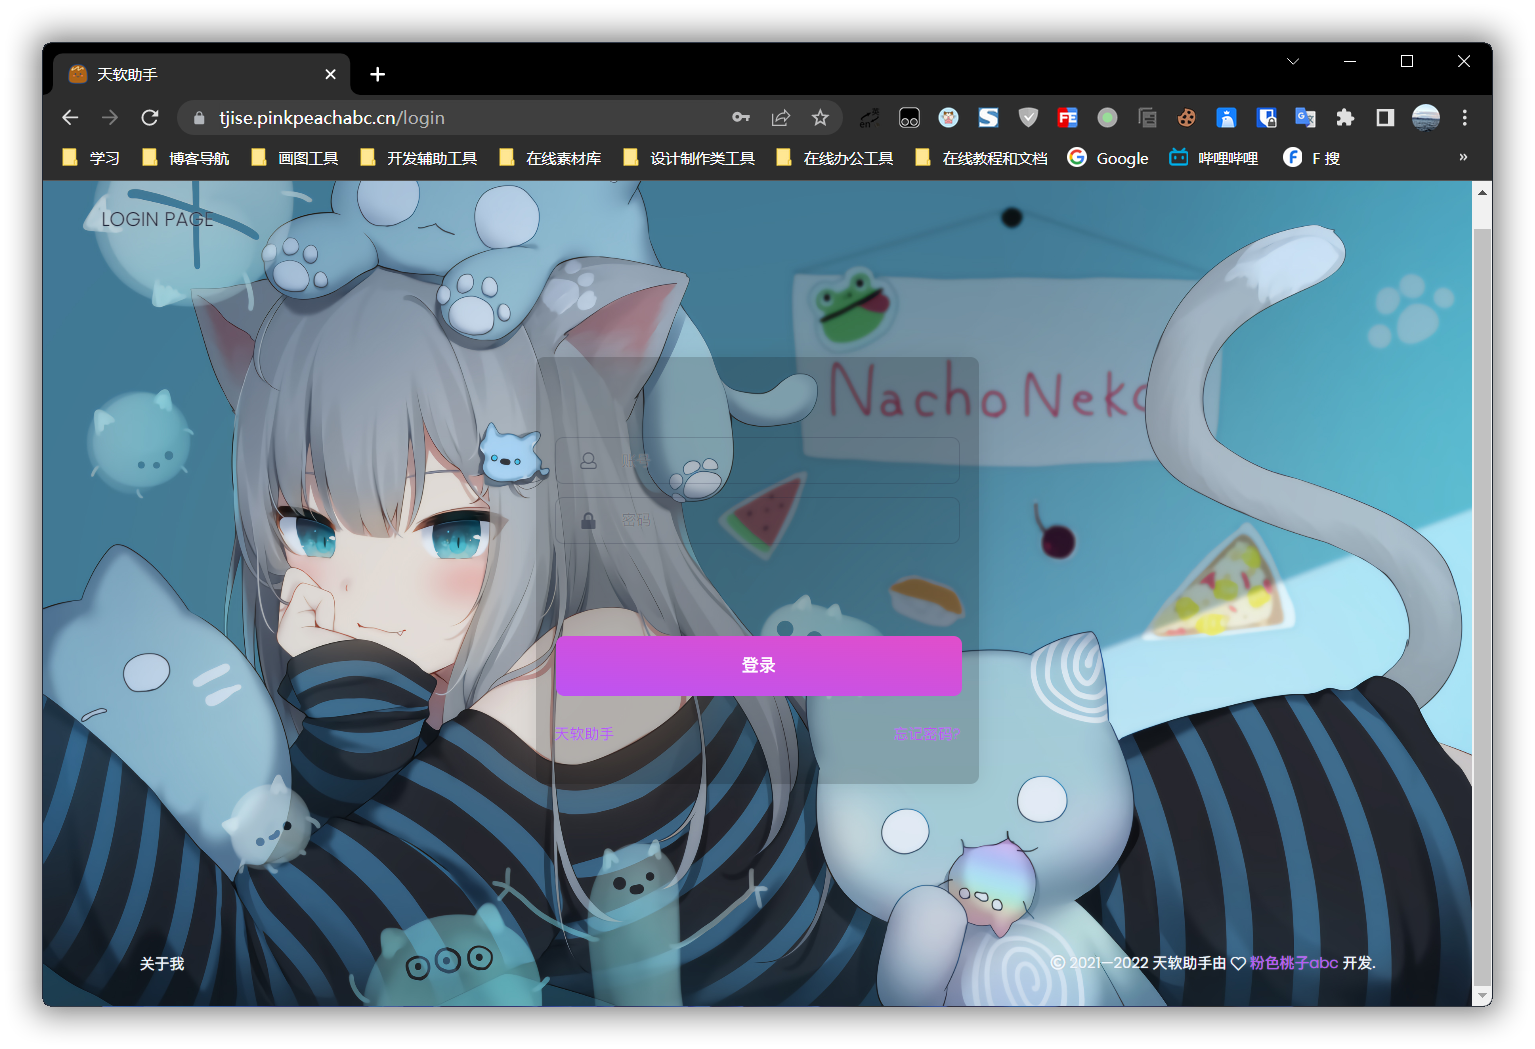 天软助手
tjise.pinkpeachabc.cn/login
学习
博客导航
画图工具
开发辅助工具
在线素材库
设计制作类工具
在线办公工具
在线教程和文档
Google
哔哩哔哩
F 搜
»
LOGIN PAGE
Nacho Neko
账号
密码
登录
天软助手
忘记密码?
关于我
© 2021—2022 天软助手由 ♡ 粉色桃子abc 开发.